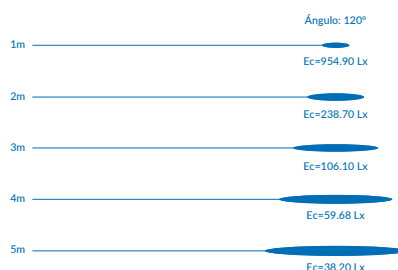 Ángulo: 120°
1m
Ec=954.90 Lx
2m
Ec=238.70 Lx
3m
Ec=106.10 Lx
4m
Ec=59.68 Lx
5m
Ec=38.20 Lx